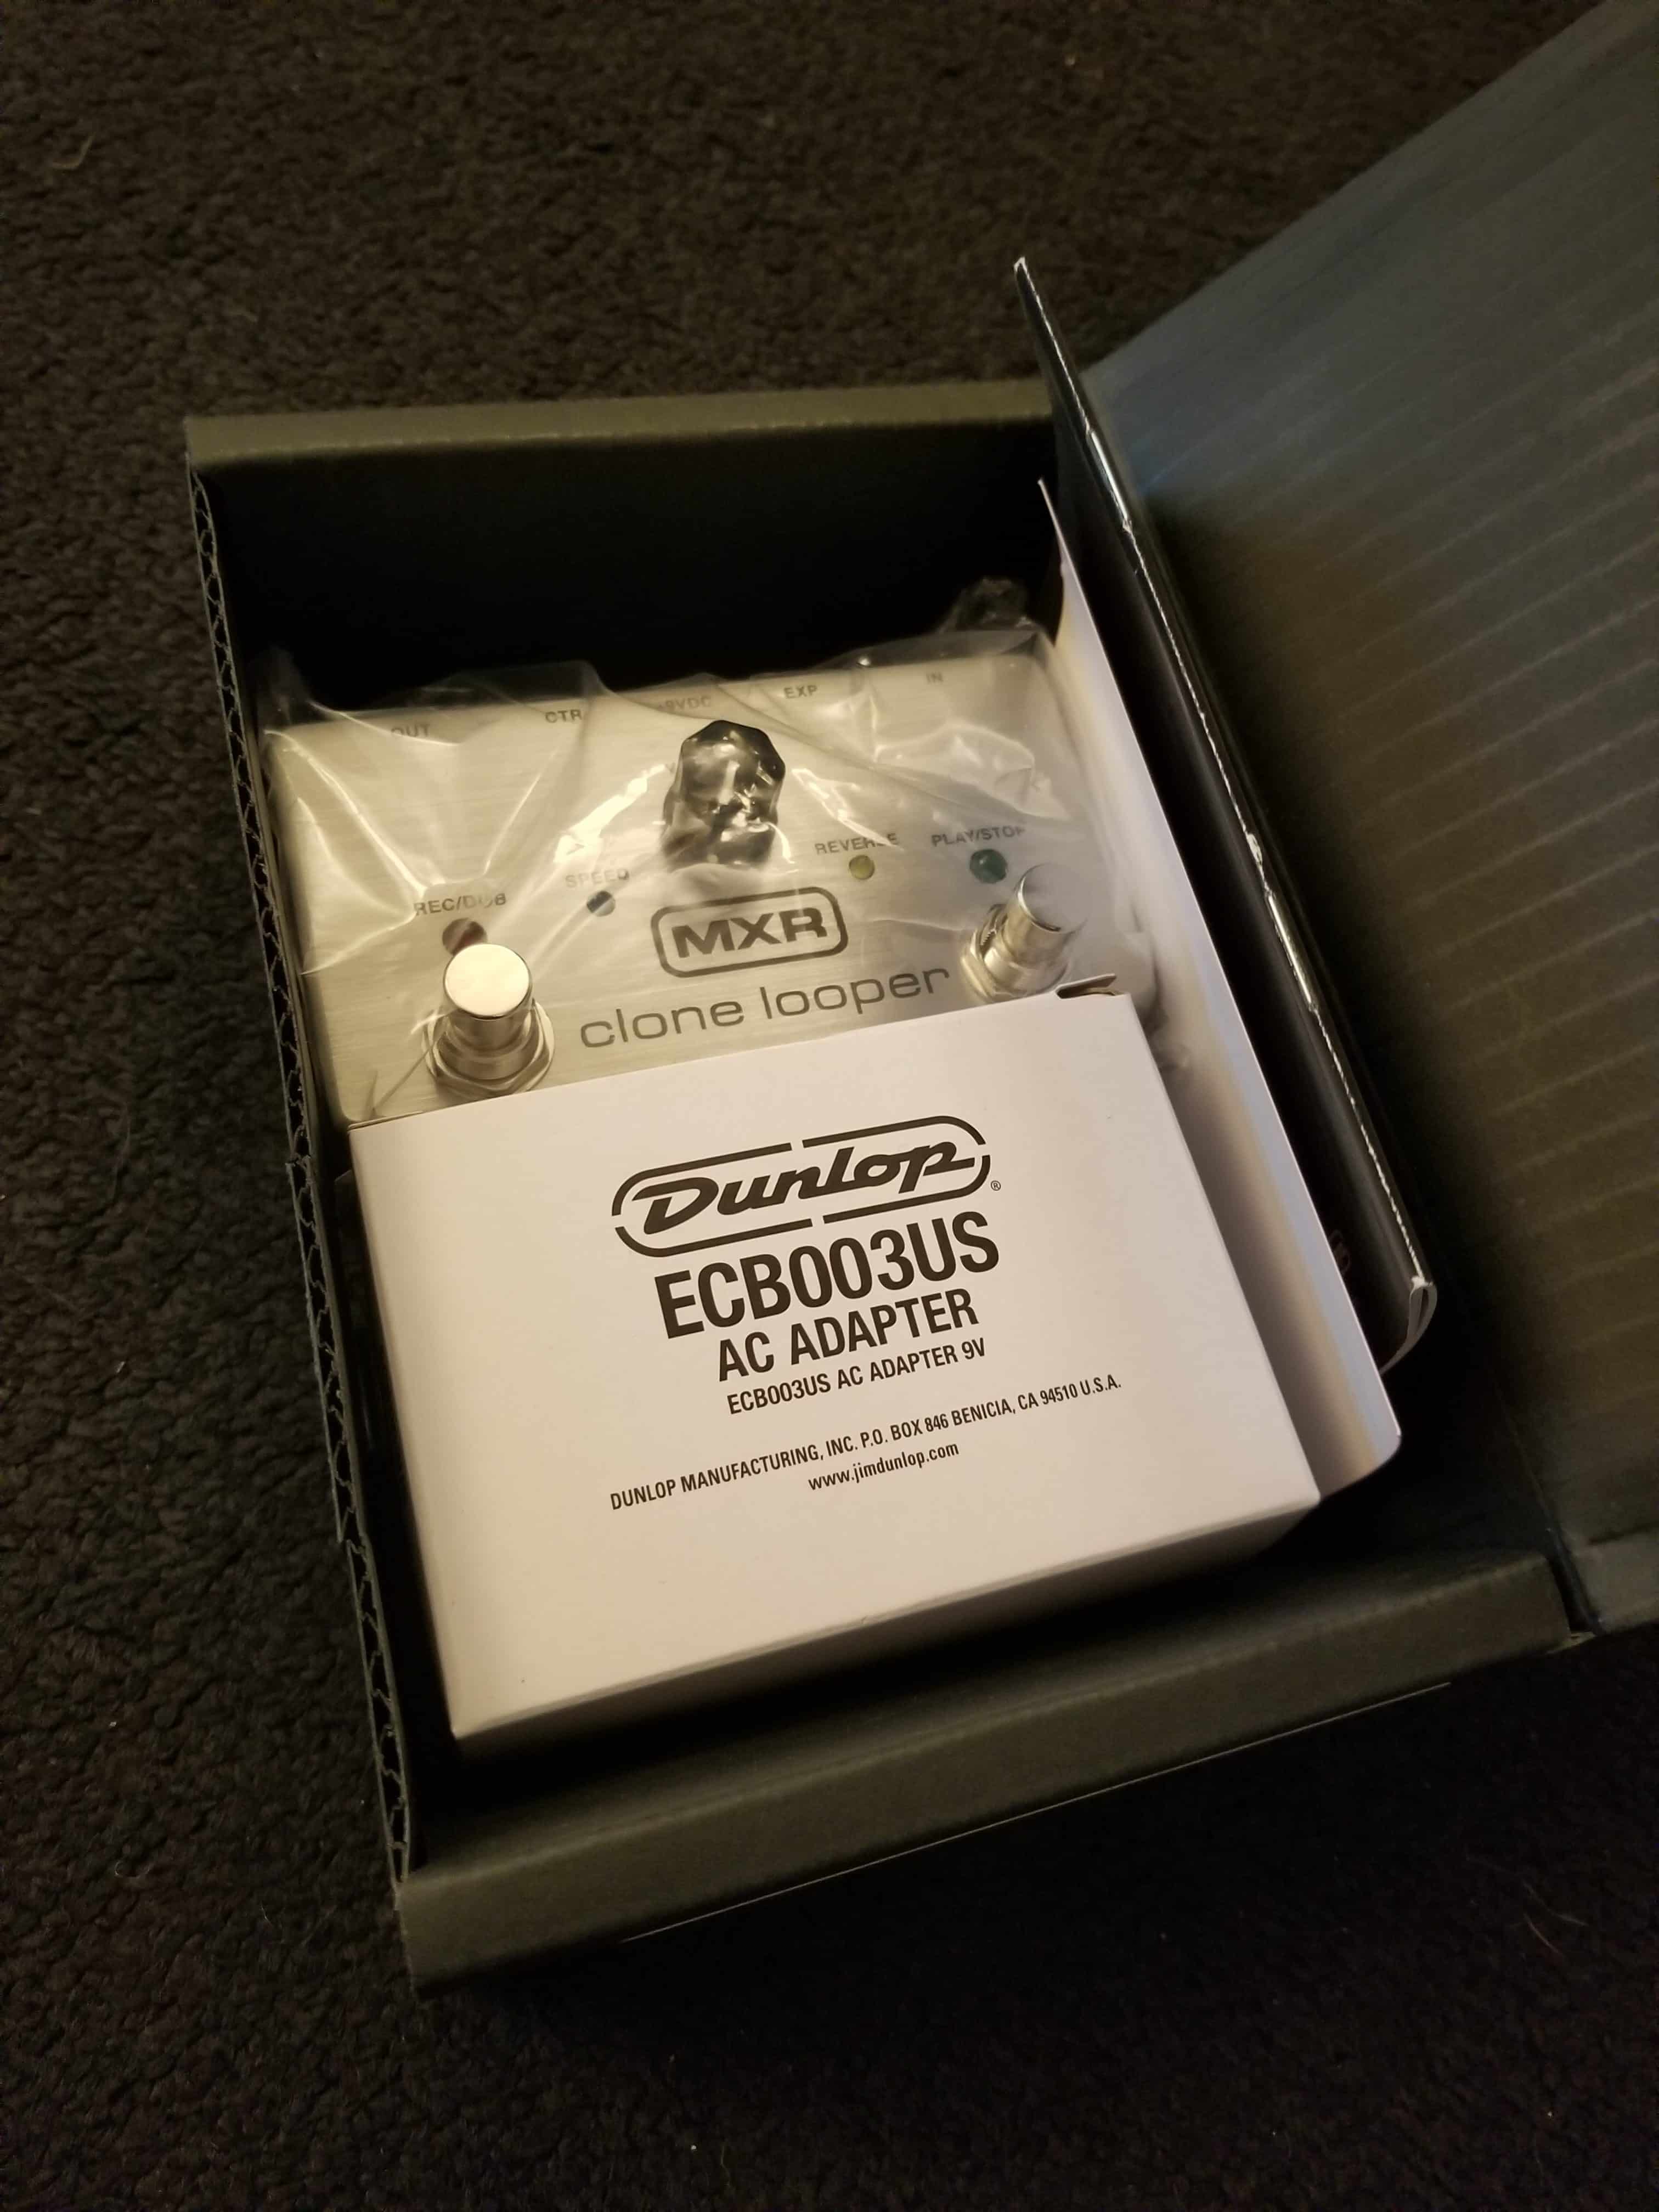 OUT CTR 9VDC EXP IN
REC/DUB SPEED REVERSE PLAY/STOP
MXR
clone looper
Dunlop®
ECB003US
AC ADAPTER
ECB003US AC ADAPTER 9V
DUNLOP MANUFACTURING, INC. P.O. BOX 846 BENICIA, CA 94510 U.S.A.
www.jimdunlop.com